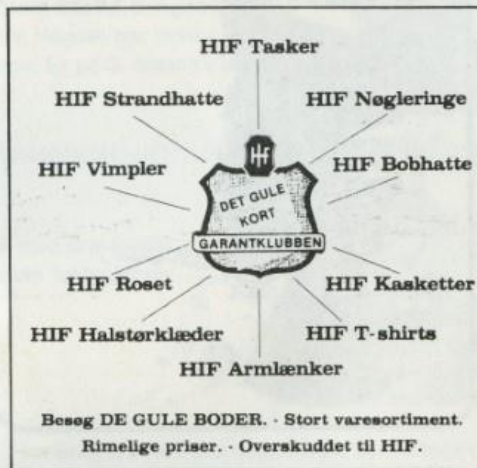 HIF Tasker
HIF Strandhatte
HIF Nøgleringe
HIF
HIF Vimpler
HIF Bobhatte
DET GULE
KORT
GARANTKLUBBEN
HIF Roset
HIF Kasketter
HIF Halstørklæder
HIF T-shirts
HIF Armlænker
Besøg DE GULE BODER. - Stort varesortiment.
Rimelige priser. - Overskuddet til HIF.